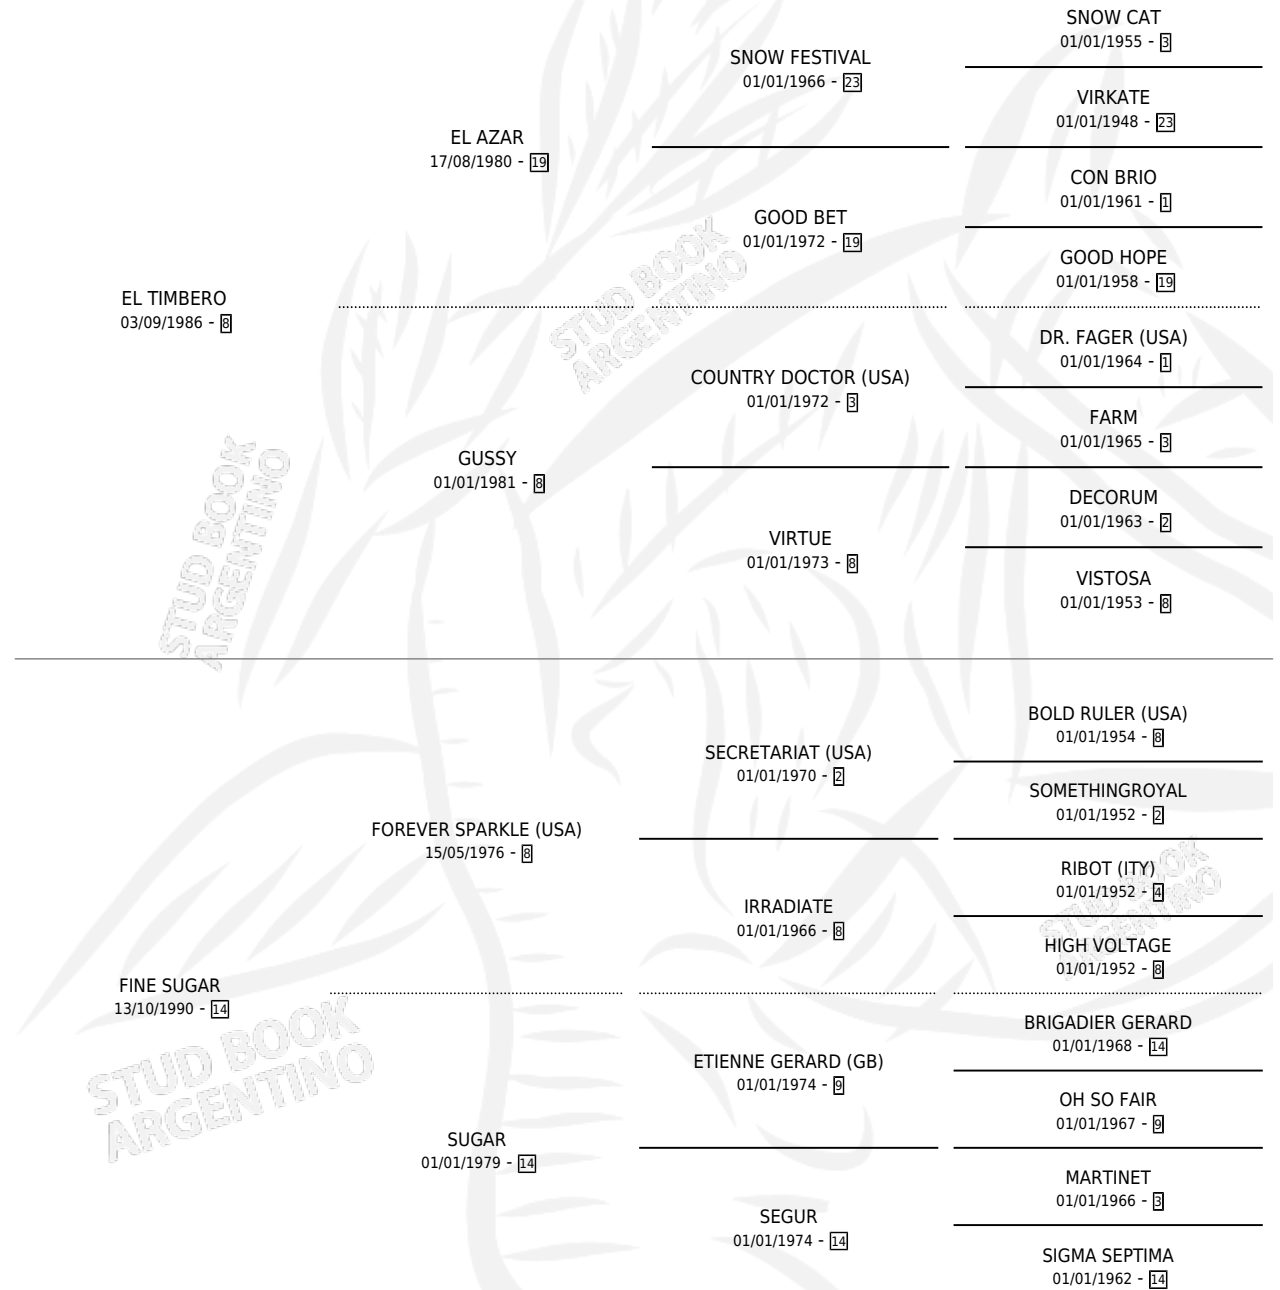 SNOW CAT
01/01/1955 - 3
SNOW FESTIVAL
01/01/1966 - 23
VIRKATE
01/01/1948 - 23
EL AZAR
17/08/1980 - 19
CON BRIO
01/01/1961 - 1
GOOD BET
01/01/1972 - 19
GOOD HOPE
01/01/1958 - 19
EL TIMBERO
03/09/1986 - 8
DR. FAGER (USA)
01/01/1964 - 1
COUNTRY DOCTOR (USA)
01/01/1972 - 3
FARM
01/01/1965 - 3
GUSSY
01/01/1981 - 8
DECORUM
01/01/1963 - 2
VIRTUE
01/01/1973 - 8
VISTOSA
01/01/1953 - 8
BOLD RULER (USA)
01/01/1954 - 8
SECRETARIAT (USA)
01/01/1970 - 2
SOMETHINGROYAL
01/01/1952 - 2
FOREVER SPARKLE (USA)
15/05/1976 - 8
RIBOT (ITY)
01/01/1952 - 4
IRRADIATE
01/01/1966 - 8
HIGH VOLTAGE
01/01/1952 - 8
FINE SUGAR
13/10/1990 - 14
BRIGADIER GERARD
01/01/1968 - 14
ETIENNE GERARD (GB)
01/01/1974 - 9
OH SO FAIR
01/01/1967 - 9
SUGAR
01/01/1979 - 14
MARTINET
01/01/1966 - 3
SEGUR
01/01/1974 - 14
SIGMA SEPTIMA
01/01/1962 - 14
STUD BOOK
ARGENTINO
STUD BOOK
ARGENTINO
STUD BOOK
ARGENTINO
STUD BOOK
ARGENTINO